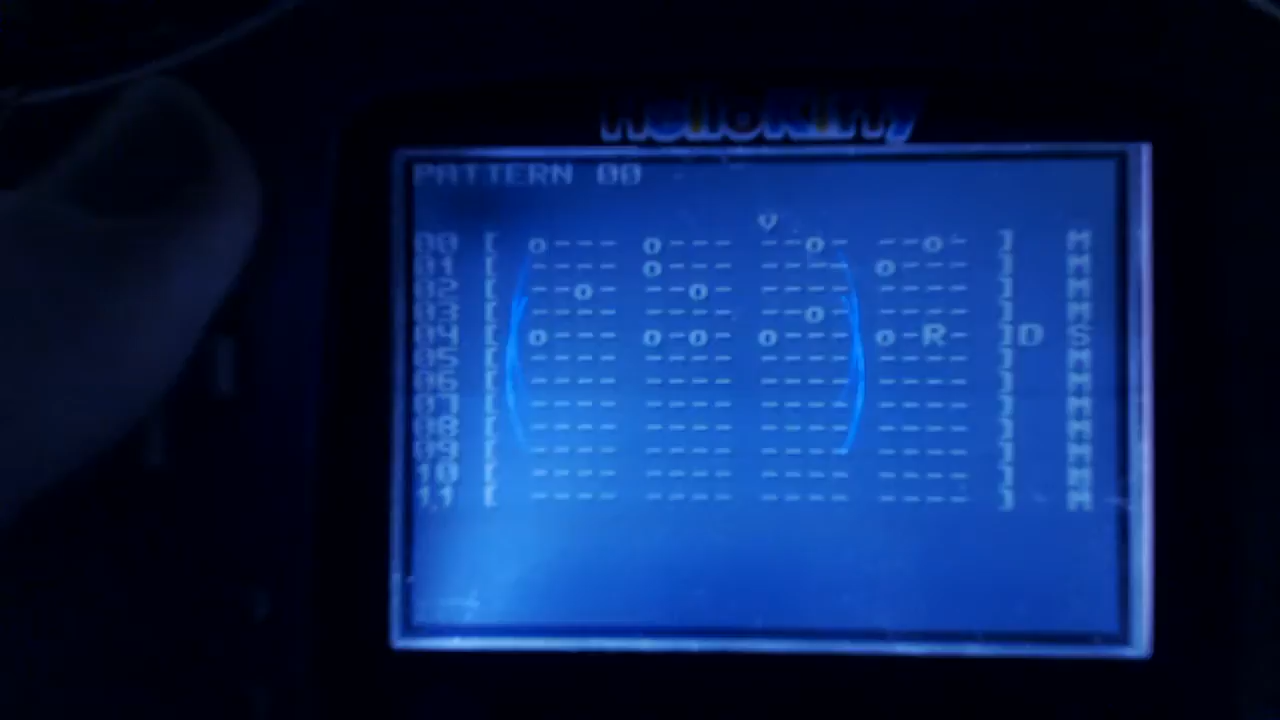 HelloKitty
PATTERN 00
v
00 [ o--- o--- --o- --o- ] M
01 [ ---- o--- ---- o--- ] M
02 [ --o- --o- ---- ---- ] M
03 [ ---- ---- --o- ---- ] M
04 [ o--- o-o- o--- o-R- ] D S
05 [ ---- ---- ---- ---- ] M
06 [ ---- ---- ---- ---- ] M
07 [ ---- ---- ---- ---- ] M
08 [ ---- ---- ---- ---- ] M
09 [ ---- ---- ---- ---- ] M
10 [ ---- ---- ---- ---- ] M
11 [ ---- ---- ---- ---- ] M